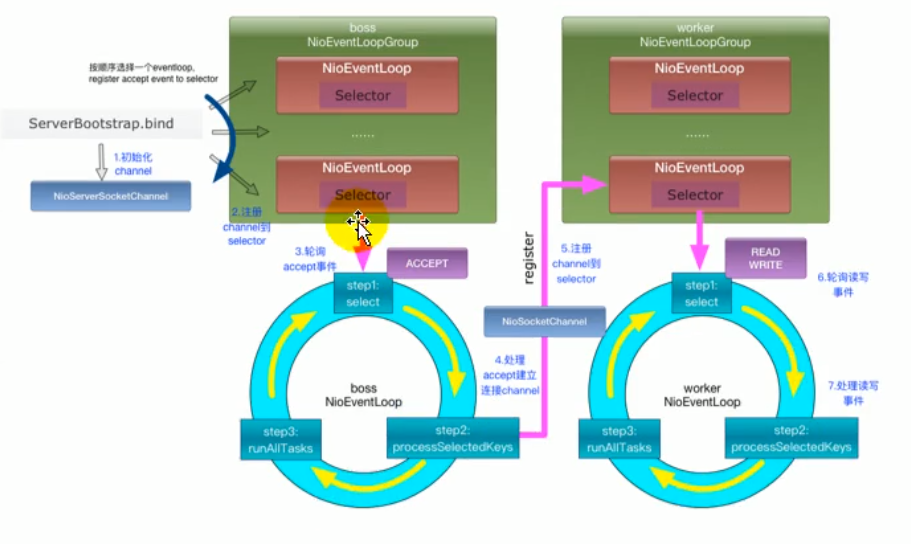 boss
NioEventLoopGroup
NioEventLoop
Selector
......
NioEventLoop
Selector
worker
NioEventLoopGroup
NioEventLoop
Selector
......
NioEventLoop
Selector
按顺序选择一个eventloop,
register accept event to selector
ServerBootstrap.bind
1.初始化
channel
NioServerSocketChannel
2.注册
channel到
selector
3.轮询
accept事件
ACCEPT
step1:
select
boss
NioEventLoop
step2:
processSelectedKeys
step3:
runAllTasks
4.处理
accept建立
连接channel
register
NioSocketChannel
5.注册
channel到
selector
READ
WRITE
6.轮询读写
事件
step1:
select
worker
NioEventLoop
7.处理读写
事件
step2:
processSelectedKeys
step3:
runAllTasks